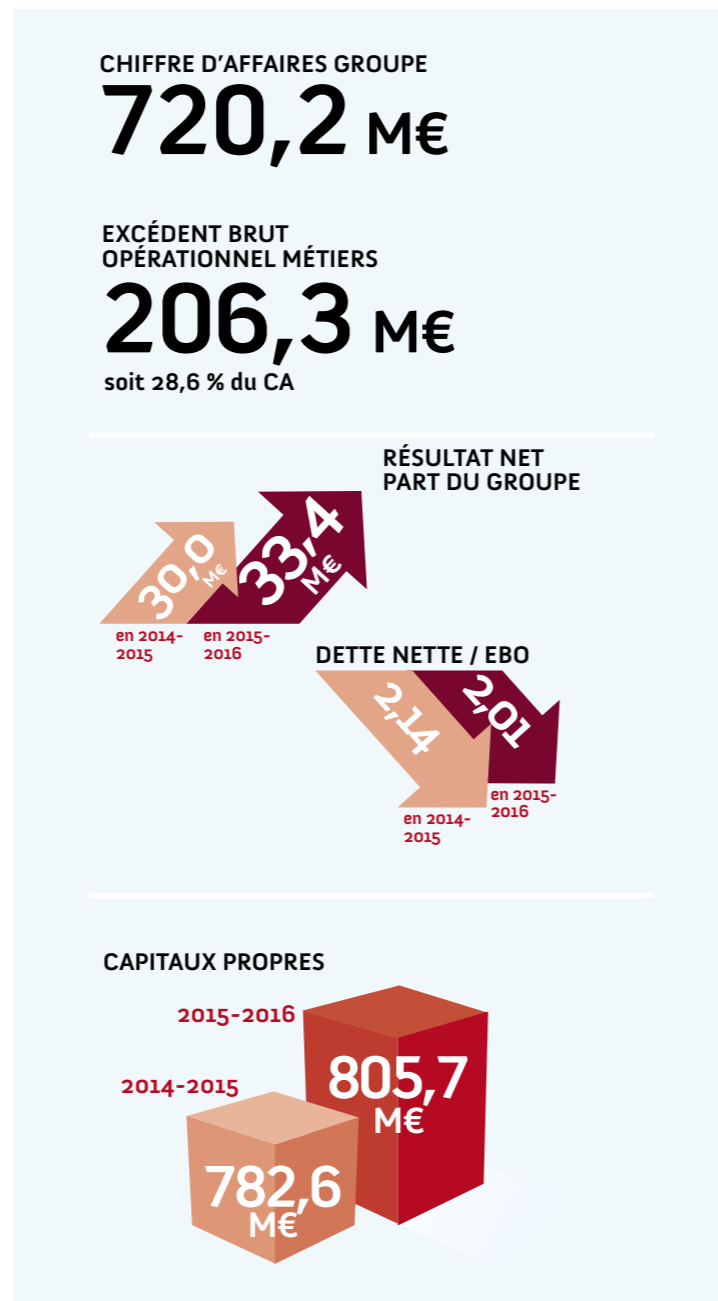 CHIFFRE D’AFFAIRES GROUPE
720,2 M€
EXCÉDENT BRUT
OPÉRATIONNEL MÉTIERS
206,3 M€
soit 28,6 % du CA
RÉSULTAT NET
PART DU GROUPE
30,0
M€
33,4
M€
en 2014-
2015
en 2015-
2016
DETTE NETTE / EBO
2,14
2,01
en 2014-
2015
en 2015-
2016
CAPITAUX PROPRES
2015-2016
805,7
M€
2014-2015
782,6
M€